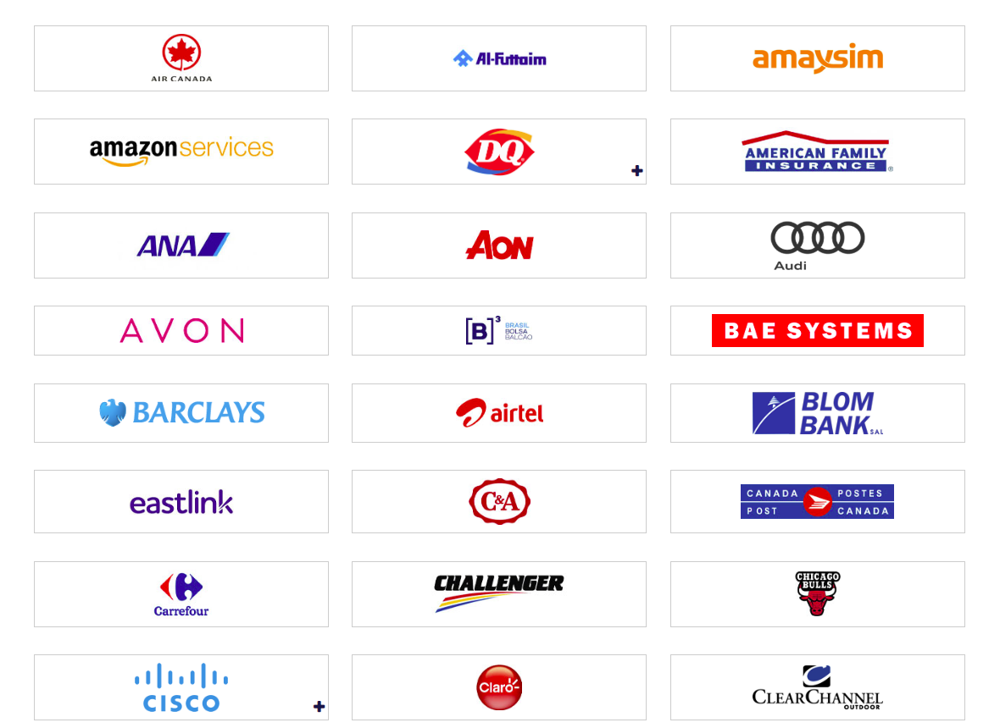 AIR CANADA
Al-Futtaim
amaysim
amazonservices
DQ®
AMERICAN FAMILY
INSURANCE®
ANA
AON
Audi
AVON
[B]³ BRASIL
BOLSA
BALCÃO
BAE SYSTEMS
BARCLAYS
airtel
BLOM
BANK SAL
eastlink
C&A
CANADA POSTES
POST CANADA
Carrefour
CHALLENGER
CHICAGO
BULLS
CISCO
Claro
CLEARCHANNEL
OUTDOOR